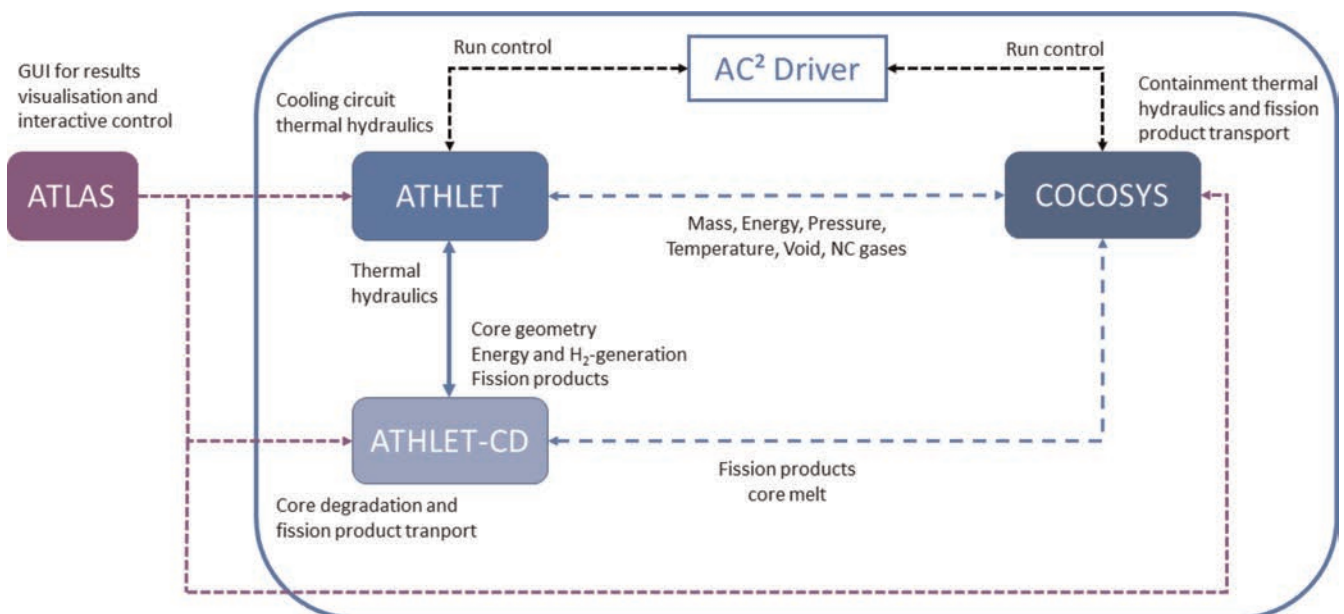 Run control
AC² Driver
Run control
GUI for results
visualisation and
interactive control
Cooling circuit
thermal hydraulics
Containment thermal
hydraulics and fission
product transport
ATLAS
ATHLET
COCOSYS
Mass, Energy, Pressure,
Temperature, Void, NC gases
Thermal
hydraulics
Core geometry
Energy and H₂-generation
Fission products
ATHLET-CD
Fission products
core melt
Core degradation and
fission product tranport